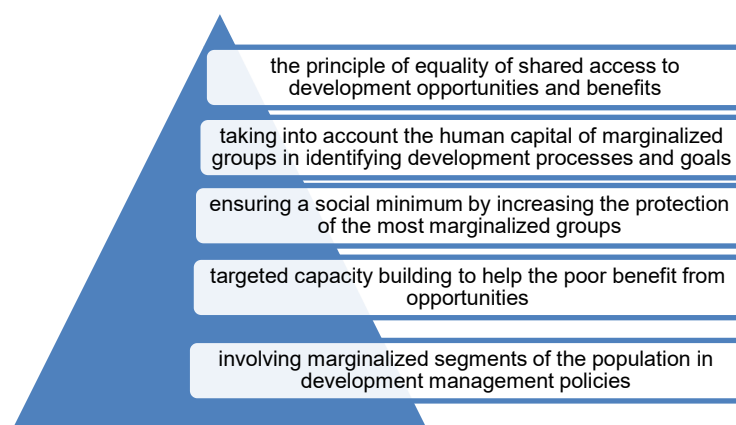 the principle of equality of shared access to
development opportunities and benefits
taking into account the human capital of marginalized
groups in identifying development processes and goals
ensuring a social minimum by increasing the protection
of the most marginalized groups
targeted capacity building to help the poor benefit from
opportunities
involving marginalized segments of the population in
development management policies